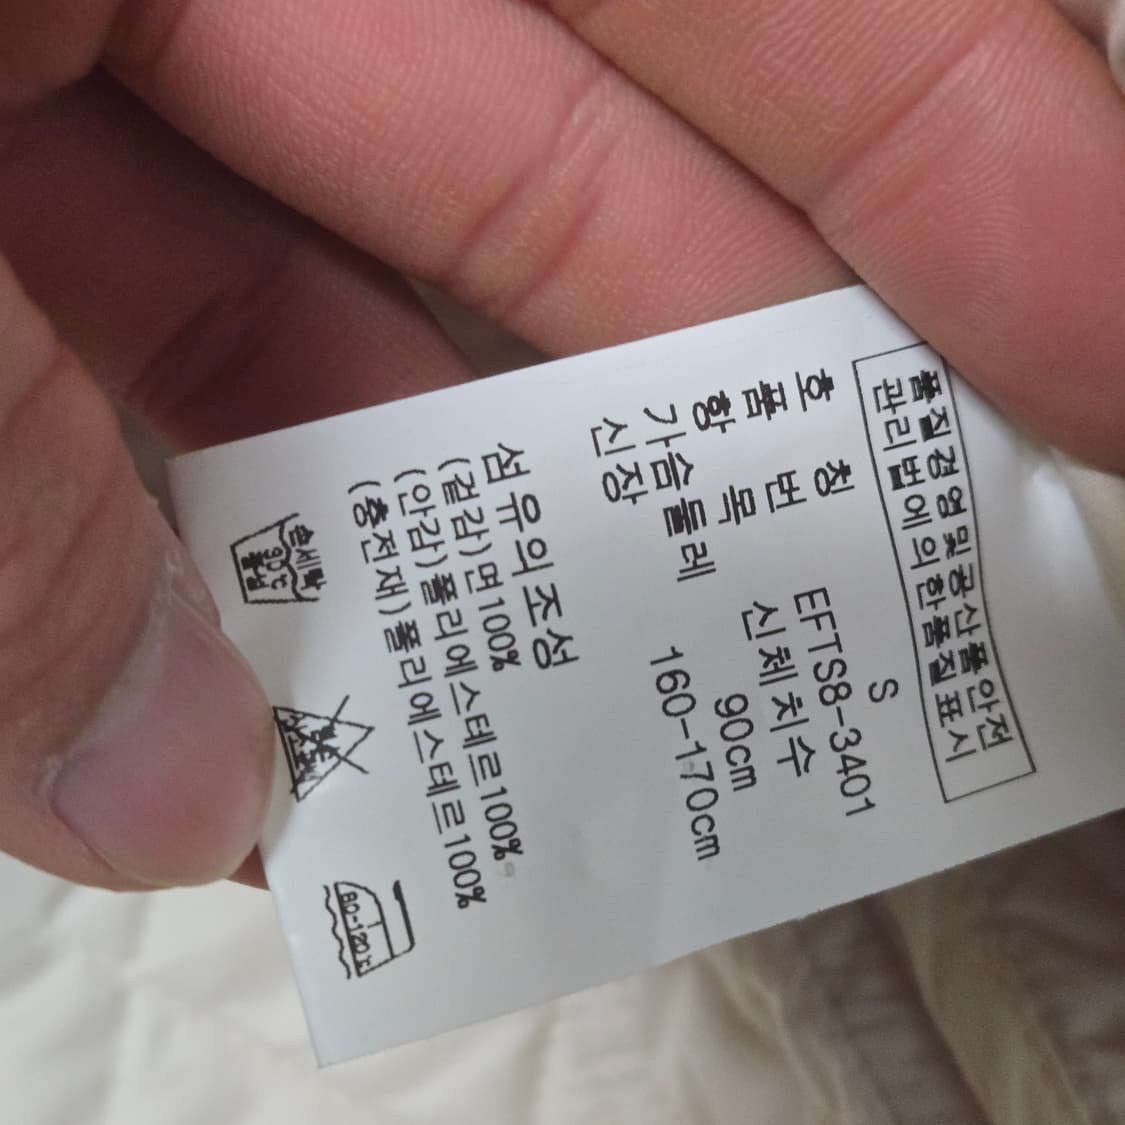 품질경영및공산품안전
관리법에의한품질표시
호 칭 S
품 번 EFTS8-3401
항 목 신체치수
가슴둘레 90cm
신장 160-170cm
섬유의조성
(겉감)면100%
(안감)폴리에스테르100%
(충전재)폴리에스테르100%
손세탁
중성
80-120℃